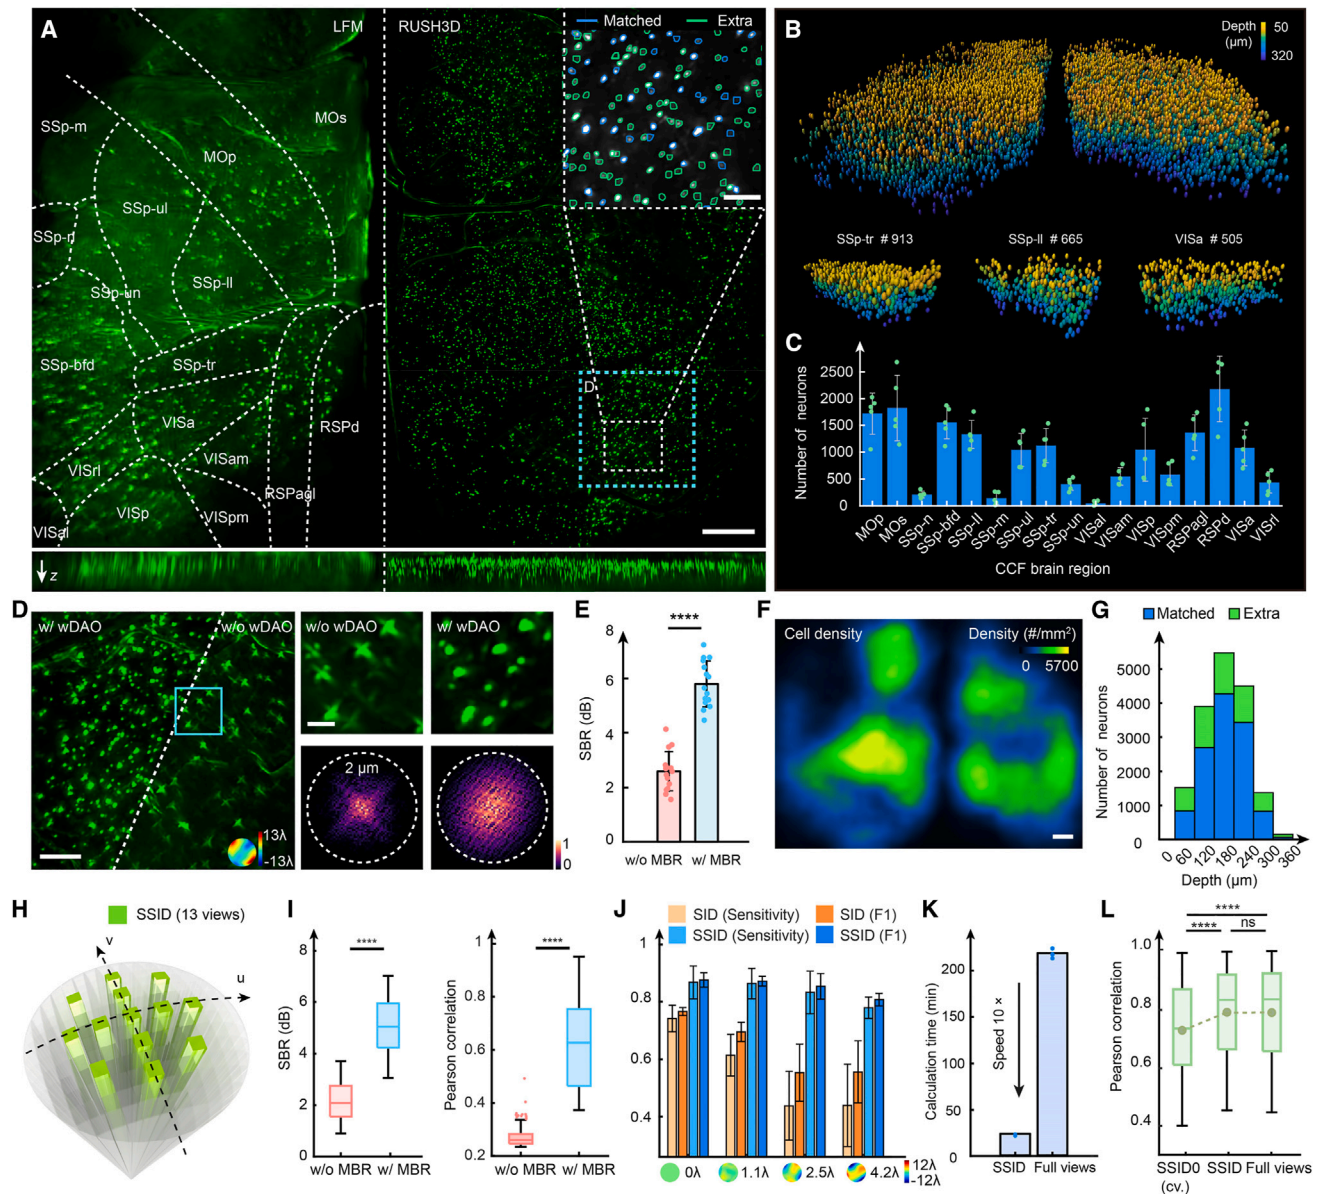 A
LFM
RUSH3D
Matched
Extra
SSp-m
MOs
MOp
SSp-ul
SSp-n
SSp-un
SSp-ll
SSp-bfd
SSp-tr
VISa
RSPd
VISrl
VISam
RSPagl
VISp
VISpm
VISal
D
z
B
Depth
(µm)
50
320
SSp-tr # 913
SSp-ll # 665
VISa # 505
C
Number of neurons
2500
2000
1500
1000
500
0
MOp
MOs
SSp-n
SSp-bfd
SSp-ll
SSp-m
SSp-ul
SSp-tr
SSp-un
VISal
VISam
VISp
VISpm
RSPagl
RSPd
VISa
VISrl
CCF brain region
D
w/ wDAO
w/o wDAO
13λ
-13λ
w/o wDAO
w/ wDAO
2 µm
1
0
E
****
SBR (dB)
8
6
4
2
0
w/o MBR
w/ MBR
F
Cell density
Density (#/mm²)
0
5700
G
Matched
Extra
Number of neurons
5000
4000
3000
2000
1000
0
0
60
120
180
240
300
360
Depth (µm)
H
SSID (13 views)
v
u
I
SBR (dB)
8
6
4
2
0
****
w/o MBR
w/ MBR
Pearson correlation
1
0.8
0.6
0.4
0.2
****
w/o MBR
w/ MBR
J
SID (Sensitivity)
SID (F1)
SSID (Sensitivity)
SSID (F1)
1
0.8
0.6
0.4
0λ
1.1λ
2.5λ
4.2λ
12λ
-12λ
K
Calculation time (min)
200
150
100
50
0
Speed 10 ×
SSID
Full views
L
Pearson correlation
1.0
0.8
0.6
0.4
****
****
ns
SSID0
(cv.)
SSID
Full views